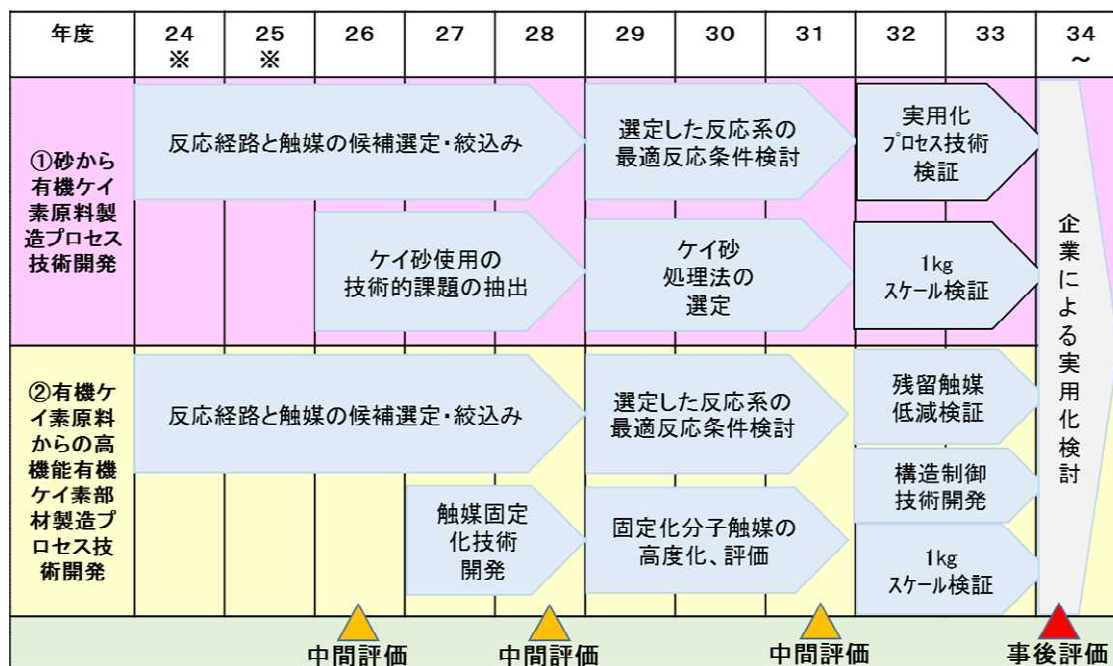 年度 24 25 26 27 28 29 30 31 32 33 34
※ ※ ～
①砂から
有機ケイ
素原料製
造プロセス
技術開発
反応経路と触媒の候補選定・絞込み
選定した反応系の
最適反応条件検討
実用化
プロセス技術
検証
ケイ砂使用の
技術的課題の抽出
ケイ砂
処理法の
選定
1kg
スケール検証
②有機ケ
イ素原料
からの高
機能有機
ケイ素部
材製造プ
ロセス技
術開発
反応経路と触媒の候補選定・絞込み
選定した反応系の
最適反応条件検討
残留触媒
低減検証
構造制御
技術開発
触媒固定
化技術
開発
固定化分子触媒の
高度化、評価
1kg
スケール検証
企業による実用化検討
中間評価 中間評価 中間評価 事後評価